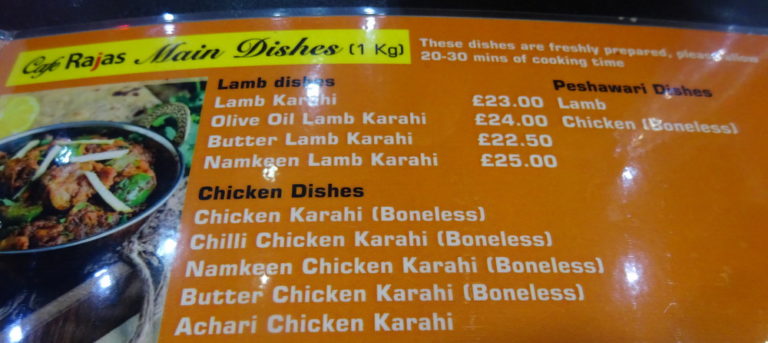 Café Rajas Main Dishes (1 Kg)
These dishes are freshly prepared, please allow
20-30 mins of cooking time
Lamb dishes
Lamb Karahi £23.00
Olive Oil Lamb Karahi £24.00
Butter Lamb Karahi £22.50
Namkeen Lamb Karahi £25.00
Peshawari Dishes
Lamb
Chicken (Boneless)
Chicken Dishes
Chicken Karahi (Boneless)
Chilli Chicken Karahi (Boneless)
Namkeen Chicken Karahi (Boneless)
Butter Chicken Karahi (Boneless)
Achari Chicken Karahi